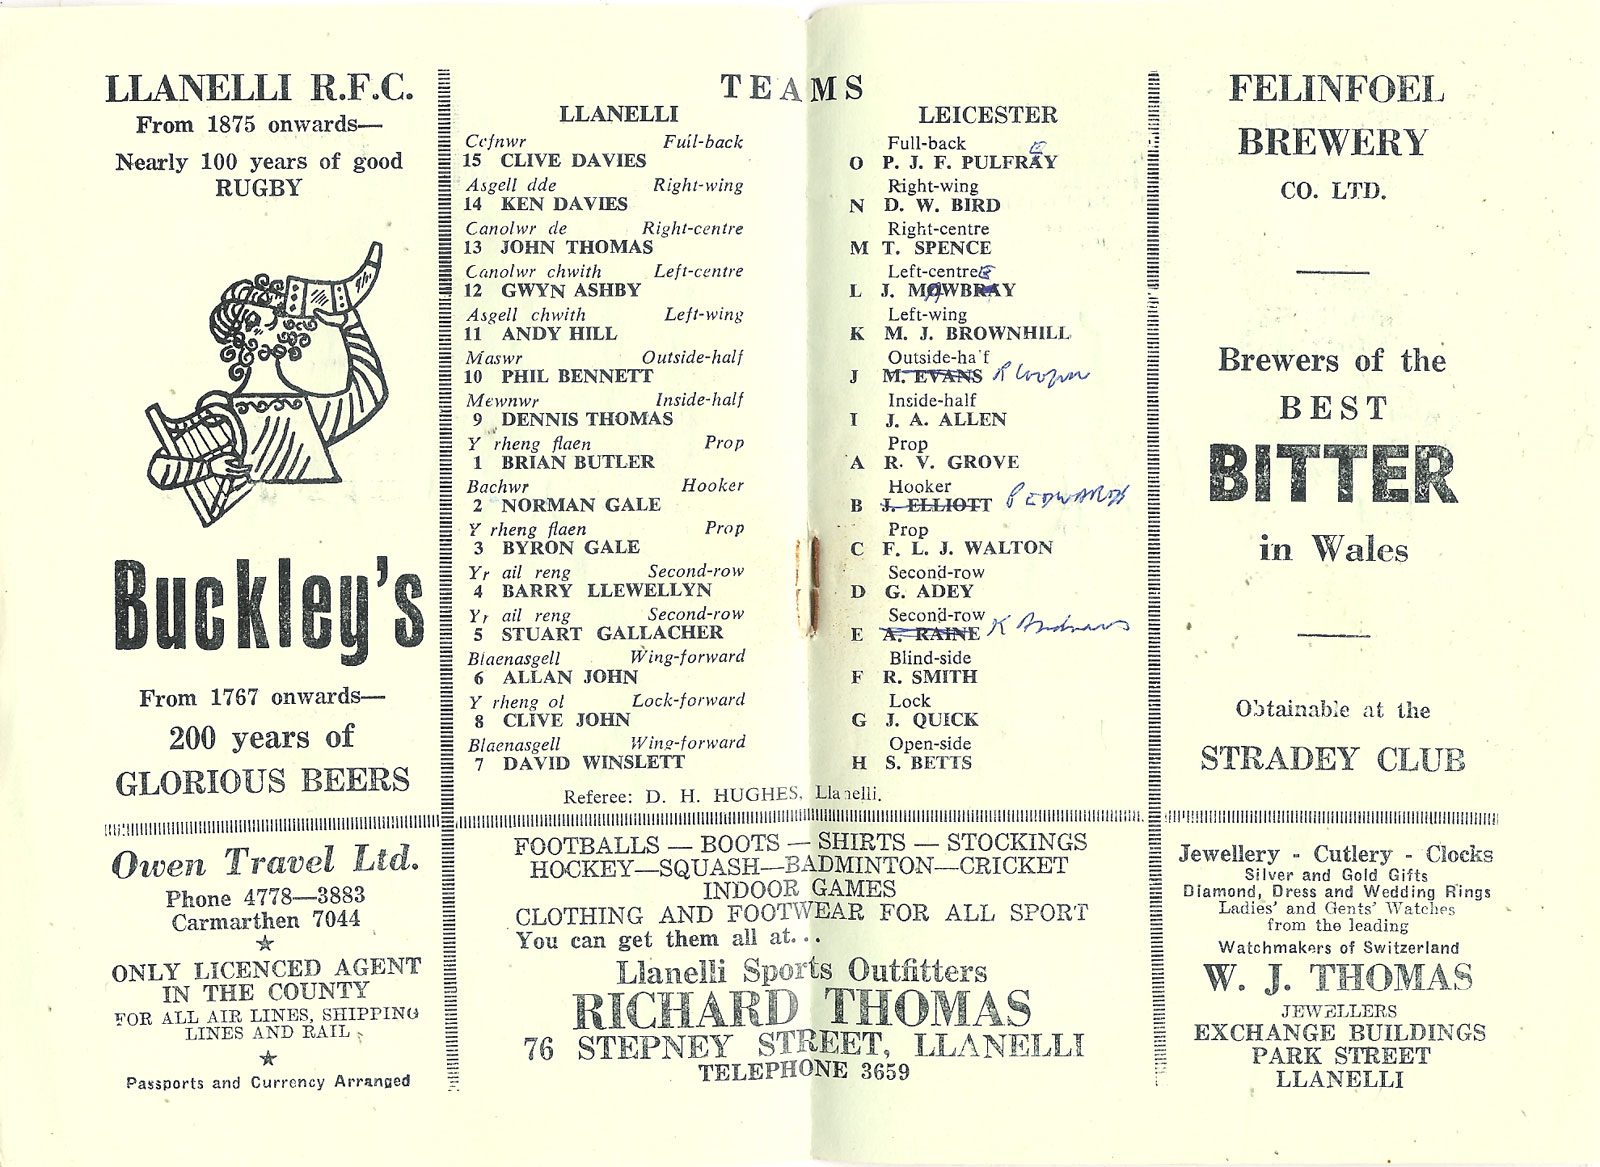 LLANELLI R.F.C.
From 1875 onwards—
Nearly 100 years of good
RUGBY
Buckley's
From 1767 onwards—
200 years of
GLORIOUS BEERS
Owen Travel Ltd.
Phone 4778—3883
Carmarthen 7044
ONLY LICENCED AGENT
IN THE COUNTY
FOR ALL AIR LINES, SHIPPING
LINES AND RAIL
Passports and Currency Arranged
TEAMS
LLANELLI
Cefnwr Full-back
15 CLIVE DAVIES
Asgell dde Right-wing
14 KEN DAVIES
Canolwr de Right-centre
13 JOHN THOMAS
Canolwr chwith Left-centre
12 GWYN ASHBY
Asgell chwith Left-wing
11 ANDY HILL
Maswr Outside-half
10 PHIL BENNETT
Mewnwr Inside-half
9 DENNIS THOMAS
Y rheng flaen Prop
1 BRIAN BUTLER
Bachwr Hooker
2 NORMAN GALE
Y rheng flaen Prop
3 BYRON GALE
Yr ail reng Second-row
4 BARRY LLEWELLYN
Yr ail reng Second-row
5 STUART GALLACHER
Blaenasgell Wing-forward
6 ALLAN JOHN
Y rheng ol Lock-forward
8 CLIVE JOHN
Blaenasgell Wing-forward
7 DAVID WINSLETT
LEICESTER
Full-back
E
O P. J. F. PULFRAY
Right-wing
N D. W. BIRD
Right-centre
M T. SPENCE
Left-centre E
L J. MOWBRAY
Left-wing
K M. J. BROWNHILL
Outside-half
J M. EVANS R Cooper
Inside-half
I J. A. ALLEN
Prop
A R. V. GROVE
Hooker
B J. ELLIOTT P EDWARDS
Prop
C F. L. J. WALTON
Second-row
D G. ADEY
Second-row
E A. RAINE K Andrews
Blind-side
F R. SMITH
Lock
G J. QUICK
Open-side
H S. BETTS
Referee: D. H. HUGHES, Llanelli.
FOOTBALLS — BOOTS — SHIRTS — STOCKINGS
HOCKEY—SQUASH—BADMINTON—CRICKET
INDOOR GAMES
CLOTHING AND FOOTWEAR FOR ALL SPORT
You can get them all at...
Llanelli Sports Outfitters
RICHARD THOMAS
76 STEPNEY STREET, LLANELLI
TELEPHONE 3659
FELINFOEL
BREWERY
CO. LTD.
Brewers of the
BEST
BITTER
in Wales
Obtainable at the
STRADEY CLUB
Jewellery - Cutlery - Clocks
Silver and Gold Gifts
Diamond, Dress and Wedding Rings
Ladies' and Gents' Watches
from the leading
Watchmakers of Switzerland
W. J. THOMAS
JEWELLERS
EXCHANGE BUILDINGS
PARK STREET
LLANELLI